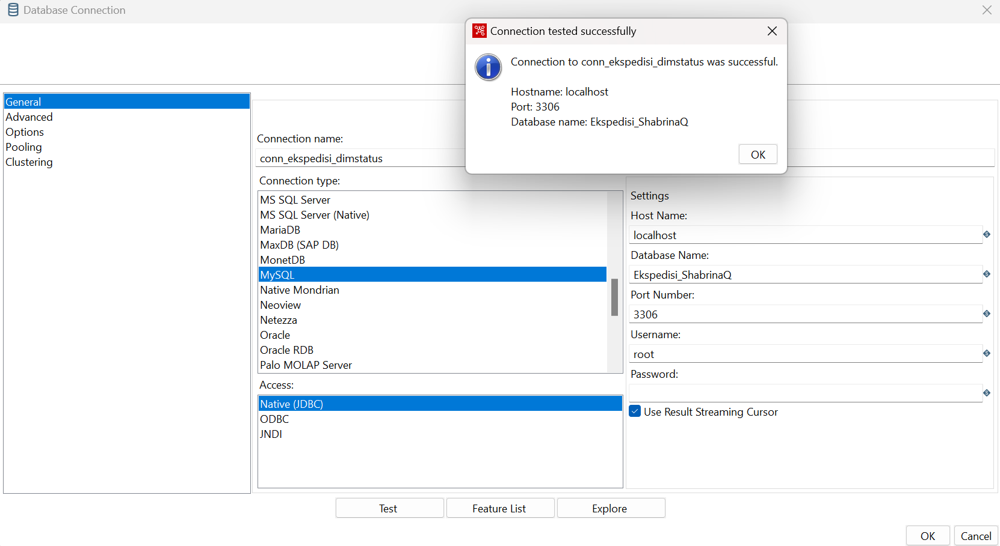 Database Connection
Connection tested successfully
Connection to conn_ekspedisi_dimstatus was successful.
Hostname: localhost
Port: 3306
Database name: Ekspedisi_ShabrinaQ
OK
General
Advanced
Options
Pooling
Clustering
Connection name:
conn_ekspedisi_dimstatus
Connection type:
MS SQL Server
MS SQL Server (Native)
MariaDB
MaxDB (SAP DB)
MonetDB
MySQL
Native Mondrian
Neoview
Netezza
Oracle
Oracle RDB
Palo MOLAP Server
Access:
Native (JDBC)
ODBC
JNDI
Settings
Host Name:
localhost
Database Name:
Ekspedisi_ShabrinaQ
Port Number:
3306
Username:
root
Password:
Use Result Streaming Cursor
Test
Feature List
Explore
OK
Cancel